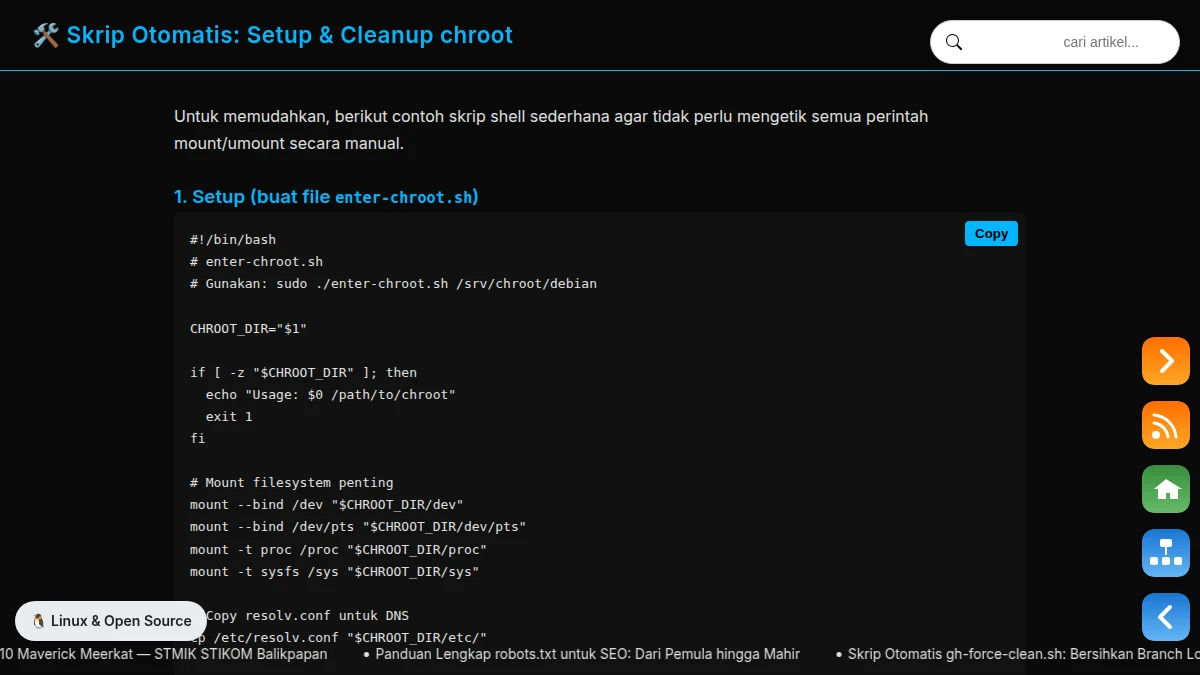 🛠️ Skrip Otomatis: Setup & Cleanup chroot
cari artikel...
Untuk memudahkan, berikut contoh skrip shell sederhana agar tidak perlu mengetik semua perintah
mount/umount secara manual.
1. Setup (buat file enter-chroot.sh)
Copy
#!/bin/bash
# enter-chroot.sh
# Gunakan: sudo ./enter-chroot.sh /srv/chroot/debian
CHROOT_DIR="$1"
if [ -z "$CHROOT_DIR" ]; then
  echo "Usage: $0 /path/to/chroot"
  exit 1
fi
# Mount filesystem penting
mount --bind /dev "$CHROOT_DIR/dev"
mount --bind /dev/pts "$CHROOT_DIR/dev/pts"
mount -t proc /proc "$CHROOT_DIR/proc"
mount -t sysfs /sys "$CHROOT_DIR/sys"
Copy resolv.conf untuk DNS
cp /etc/resolv.conf "$CHROOT_DIR/etc/"
🐧 Linux & Open Source
10 Maverick Meerkat — STMIK STIKOM Balikpapan • Panduan Lengkap robots.txt untuk SEO: Dari Pemula hingga Mahir • Skrip Otomatis gh-force-clean.sh: Bersihkan Branch